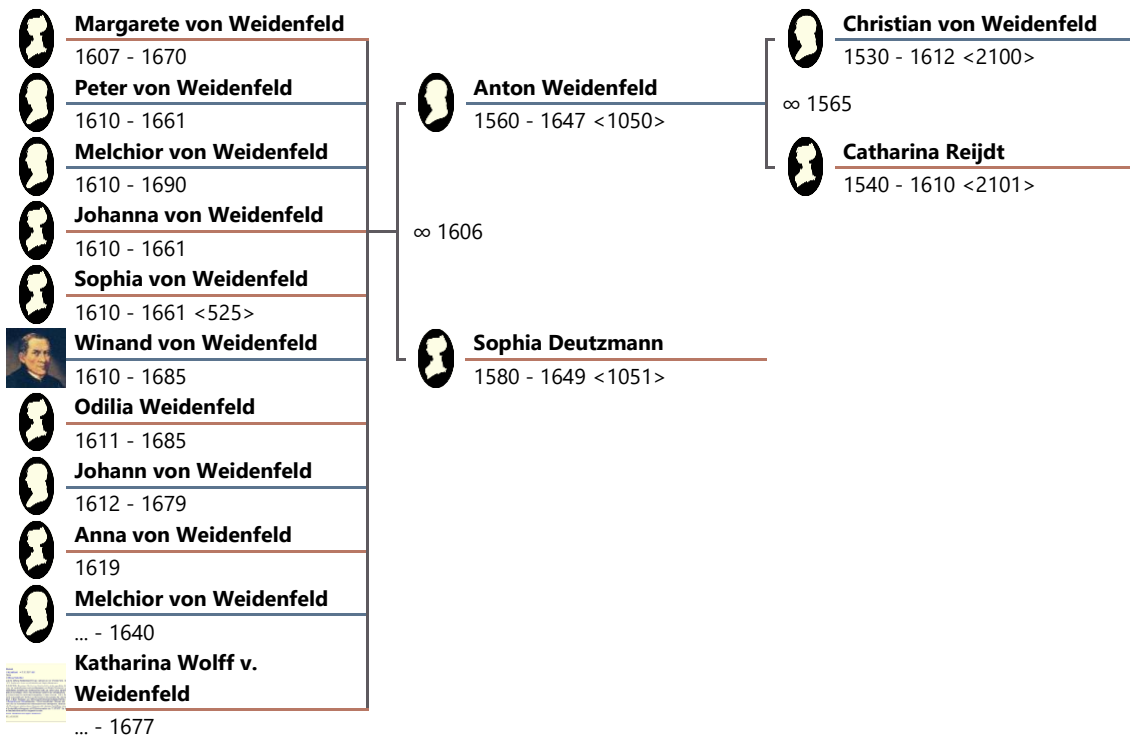 Margarete von Weidenfeld
1607 - 1670
Peter von Weidenfeld
1610 - 1661
Melchior von Weidenfeld
1610 - 1690
Johanna von Weidenfeld
1610 - 1661
Sophia von Weidenfeld
1610 - 1661 <525>
Winand von Weidenfeld
1610 - 1685
Odilia Weidenfeld
1611 - 1685
Johann von Weidenfeld
1612 - 1679
Anna von Weidenfeld
1619
Melchior von Weidenfeld
... - 1640
Katharina Wolff v.
Weidenfeld
... - 1677
Anton Weidenfeld
1560 - 1647 <1050>
∞ 1606
Sophia Deutzmann
1580 - 1649 <1051>
Christian von Weidenfeld
1530 - 1612 <2100>
∞ 1565
Catharina Reijdt
1540 - 1610 <2101>